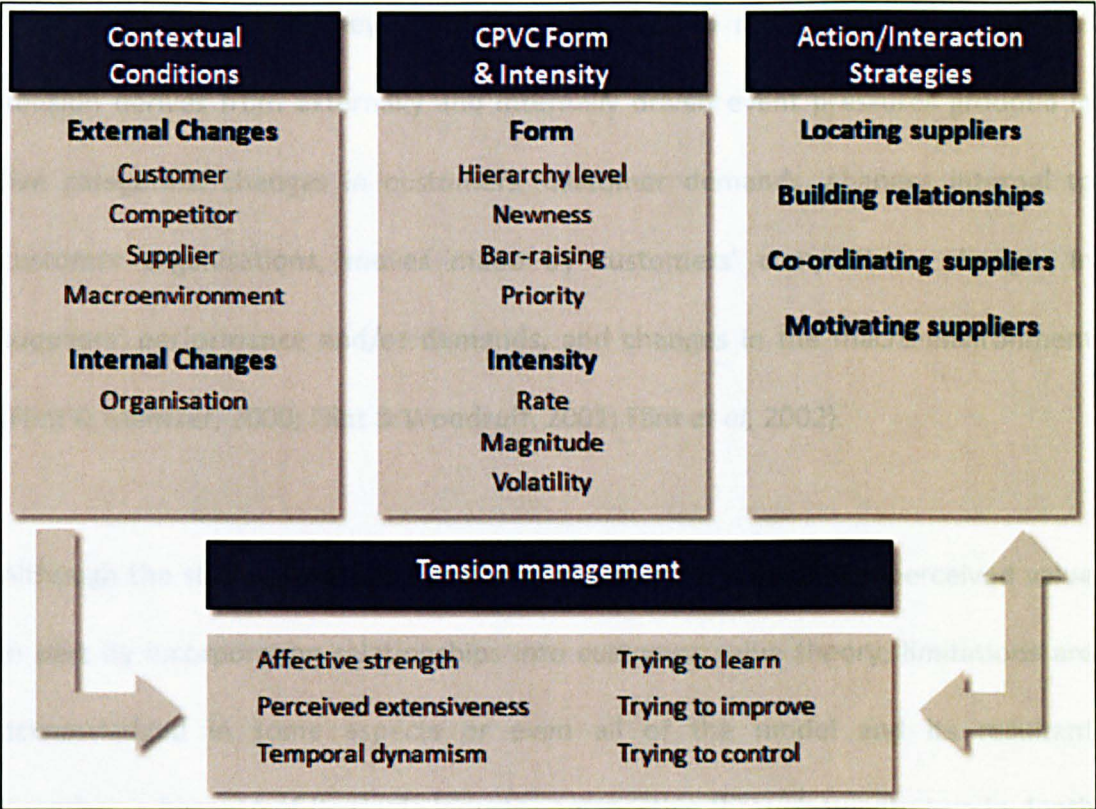 Contextual
Conditions
External Changes
Customer
Competitor
Supplier
Macroenvironment
Internal Changes
Organisation
CPVC Form
& Intensity
Form
Hierarchy level
Newness
Bar-raising
Priority
Intensity
Rate
Magnitude
Volatility
Action/Interaction
Strategies
Locating suppliers
Building relationships
Co-ordinating suppliers
Motivating suppliers
Tension management
Affective strength
Perceived extensiveness
Temporal dynamism
Trying to learn
Trying to improve
Trying to control